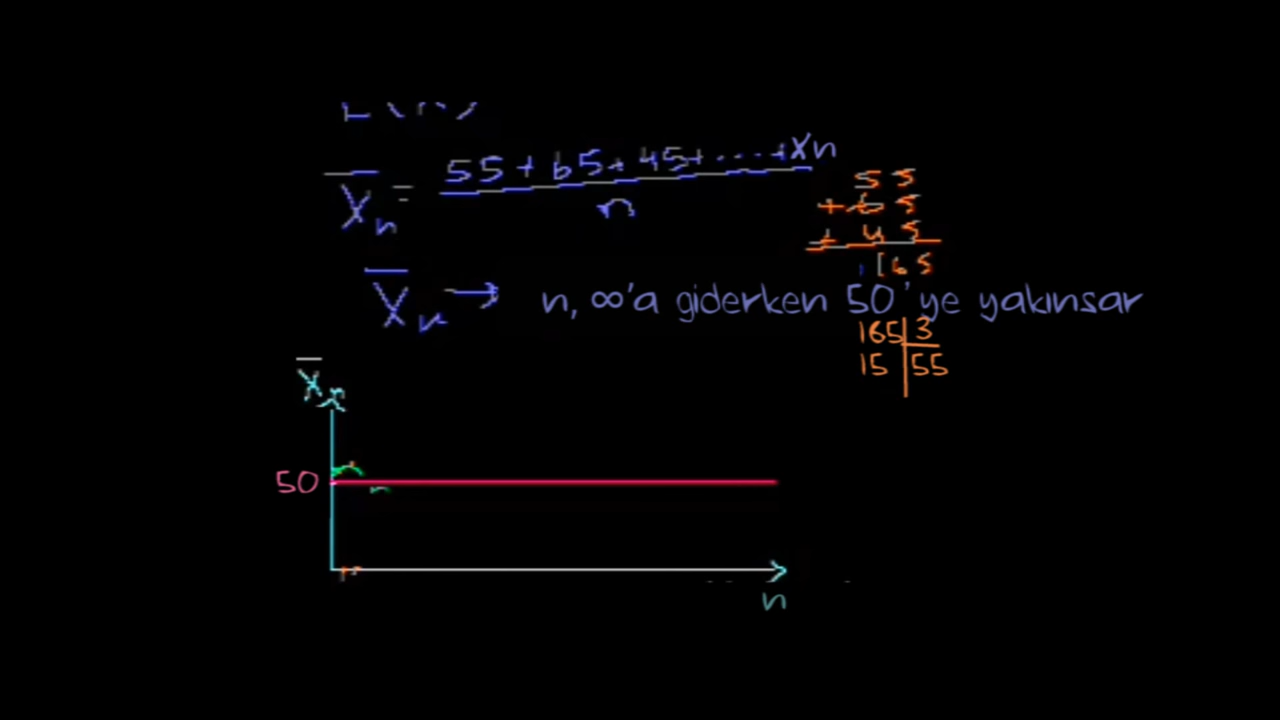 X̄n = 55 + 65 + 45 + ... + Xn
n
55
+ 65
+ 45
165
X̄n → n, ∞'a giderken 50'ye yakınsar
165 3
15 55
X̄n
50
n